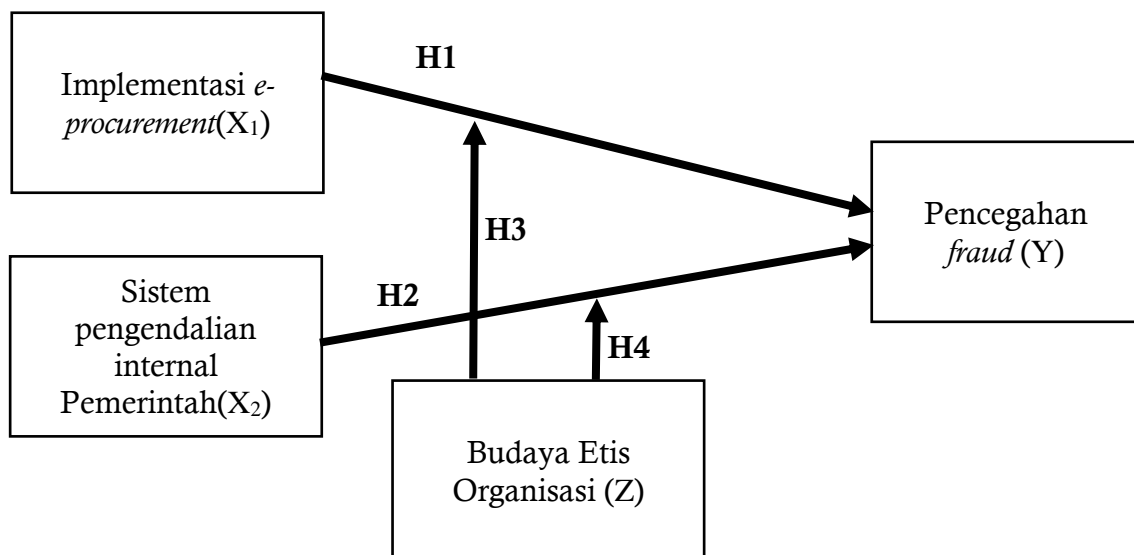 H1
Implementasi e-
procurement(X₁)
Pencegahan
fraud (Y)
H3
Sistem
pengendalian
internal
Pemerintah(X₂)
H2
H4
Budaya Etis
Organisasi (Z)